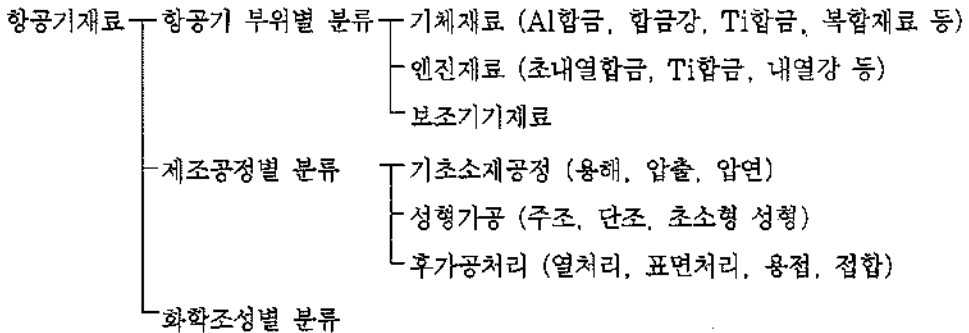 항공기재료 항공기 부위별 분류 기체재료 (Al합금, 합금강, Ti합금, 복합재료 등)
엔진재료 (초내열합금, Ti합금, 내열강 등)
보조기기재료
제조공정별 분류 기초소재공정 (용해, 압출, 압연)
성형가공 (주조, 단조, 초소형 성형)
후가공처리 (열처리, 표면처리, 용접, 접합)
화학조성별 분류